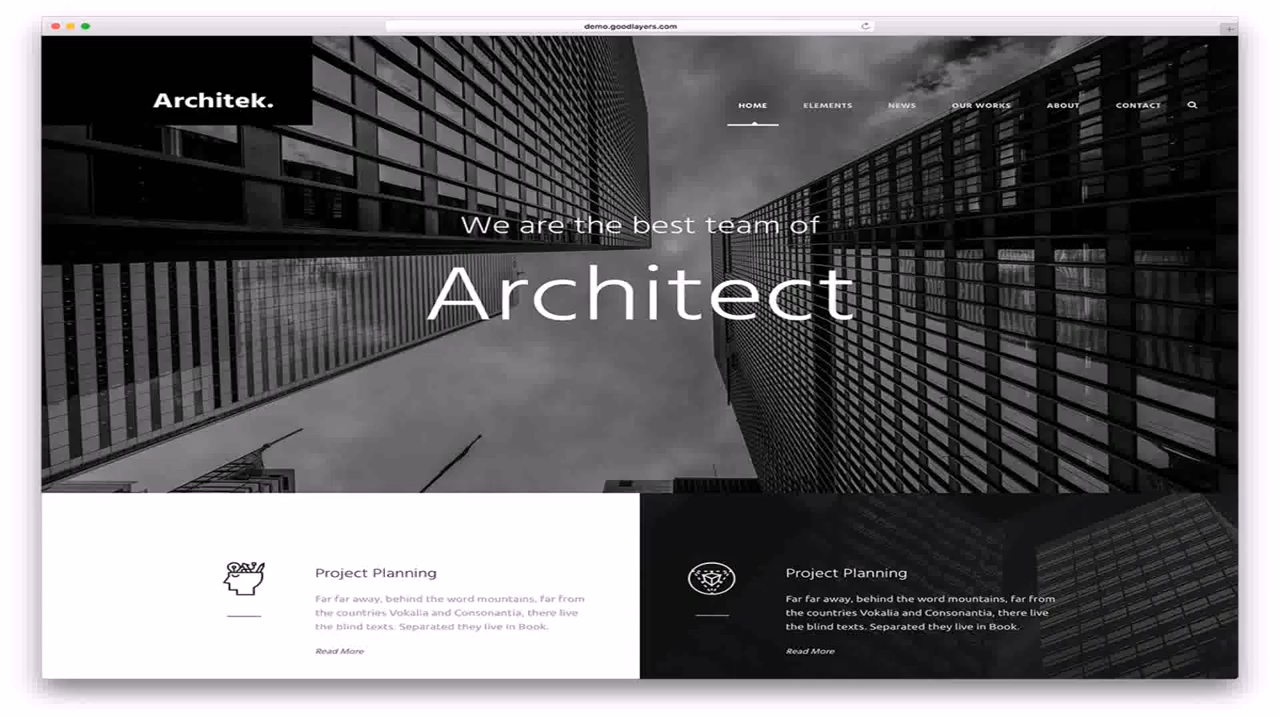 demo.goodlayers.com
Architek.
HOME ELEMENTS NEWS OUR WORKS ABOUT CONTACT
We are the best team of
Architect
Project Planning
Far far away, behind the word mountains, far from
the countries Vokalia and Consonantia, there live
the blind texts. Separated they live in Book.
Read More
Project Planning
Far far away, behind the word mountains, far from
the countries Vokalia and Consonantia, there live
the blind texts. Separated they live in Book.
Read More